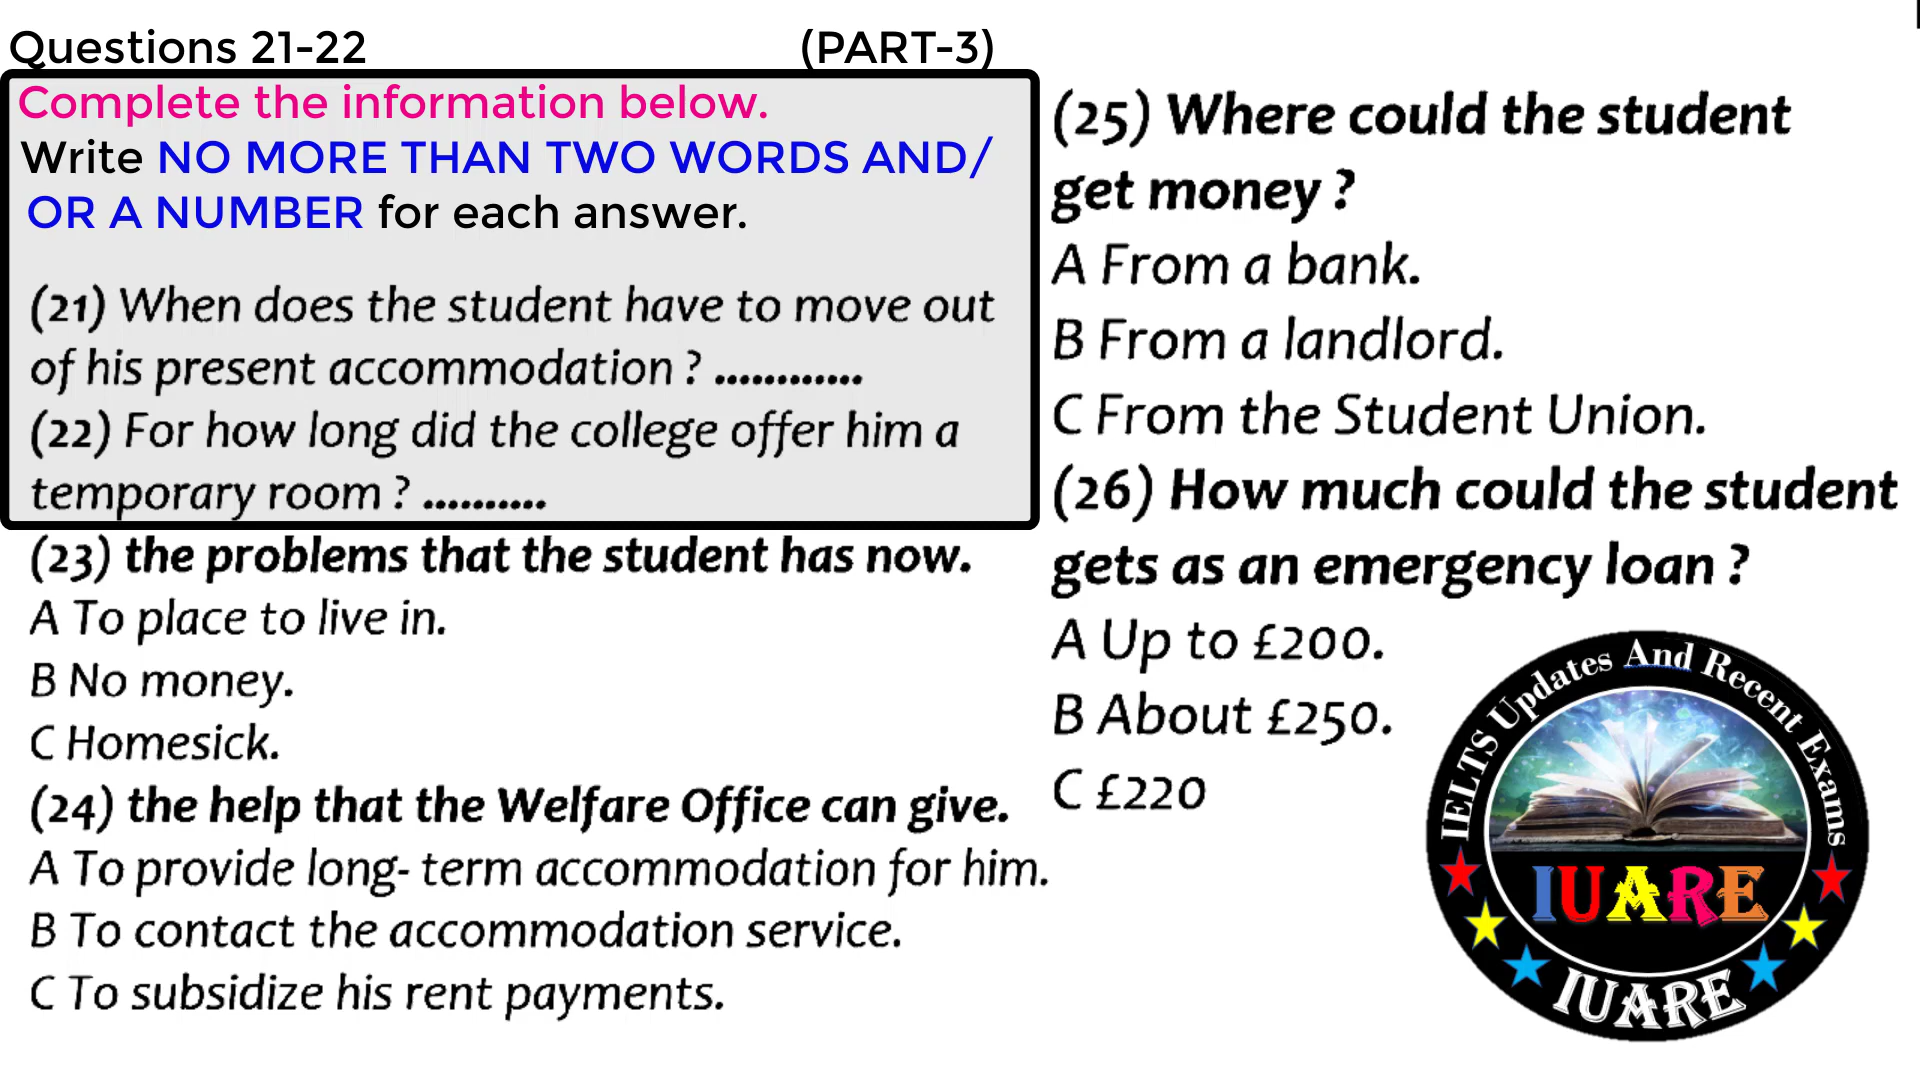 Questions 21-22 (PART-3)
Complete the information below.
Write NO MORE THAN TWO WORDS AND/
OR A NUMBER for each answer.
(21) When does the student have to move out
of his present accommodation ? ............
(22) For how long did the college offer him a
temporary room ? ..........
(23) the problems that the student has now.
A To place to live in.
B No money.
C Homesick.
(24) the help that the Welfare Office can give.
A To provide long- term accommodation for him.
B To contact the accommodation service.
C To subsidize his rent payments.
(25) Where could the student
get money ?
A From a bank.
B From a landlord.
C From the Student Union.
(26) How much could the student
gets as an emergency loan ?
A Up to £200.
B About £250.
C £220
IELTS Updates And Recent Exams
IUARE
IUARE